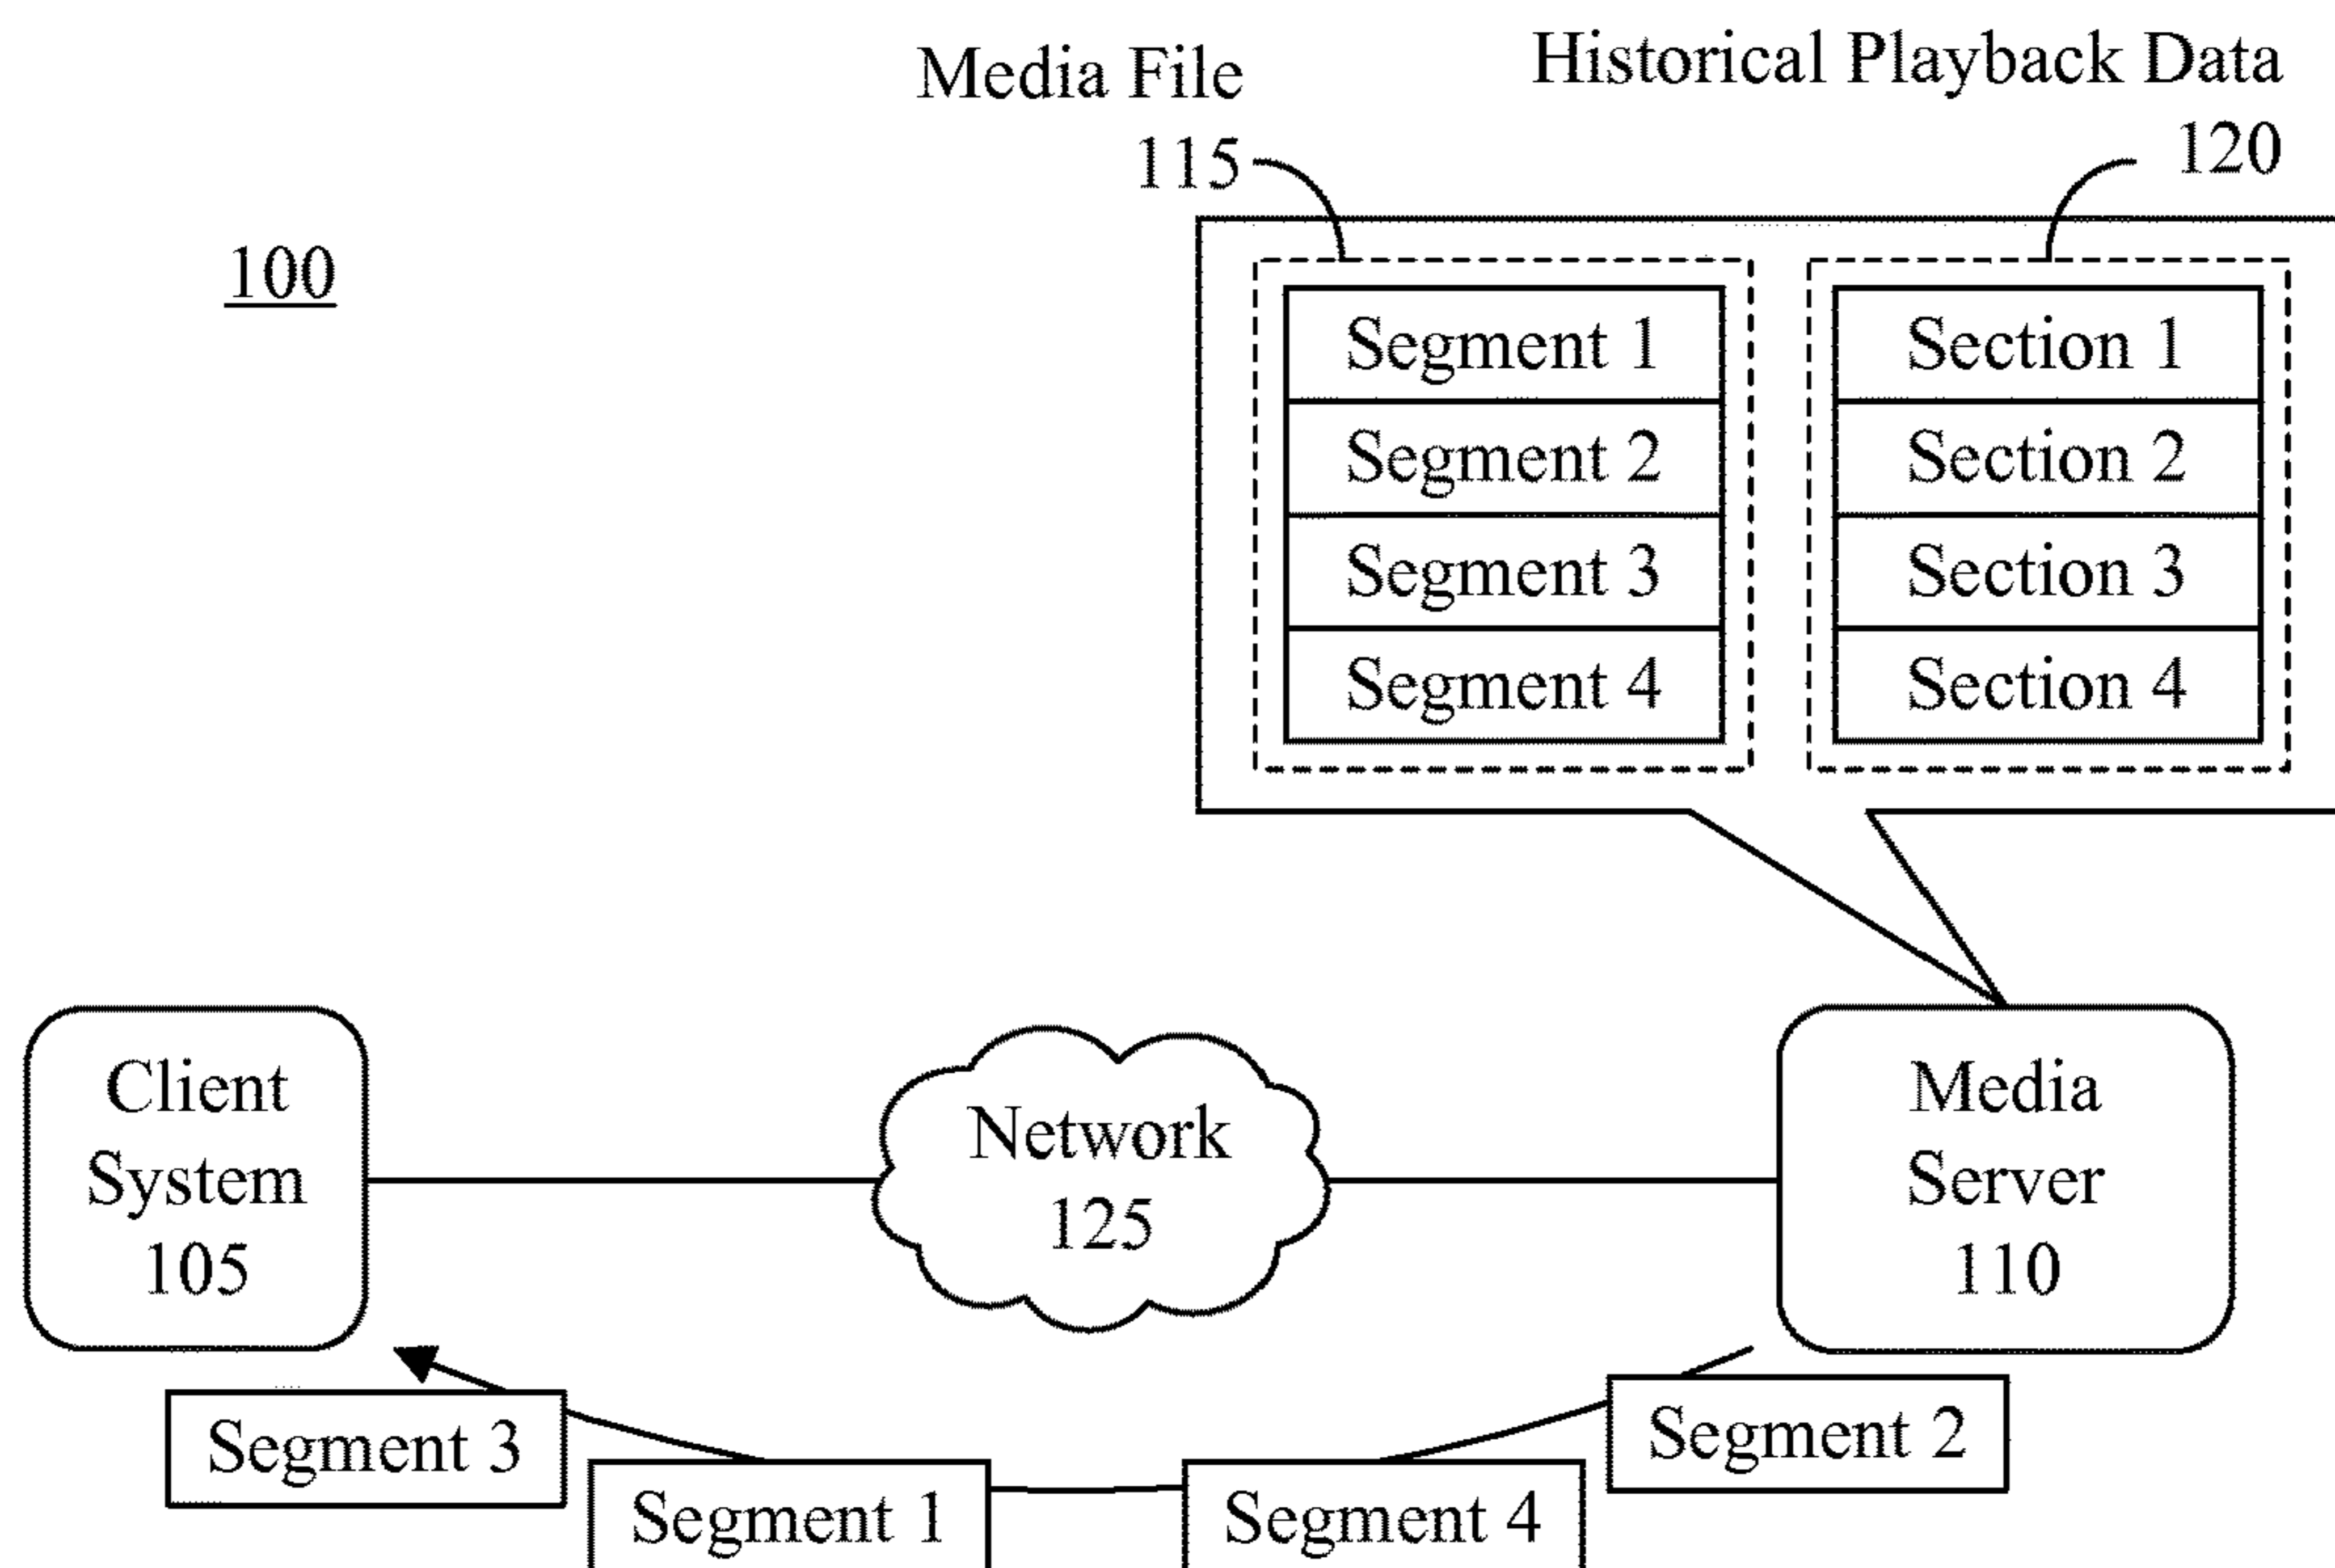 Media File
115
Historical Playback Data
120
100
Segment 1
Segment 2
Segment 3
Segment 4
Section 1
Section 2
Section 3
Section 4
Client
System
105
Network
125
Media
Server
110
Segment 3
Segment 1
Segment 4
Segment 2